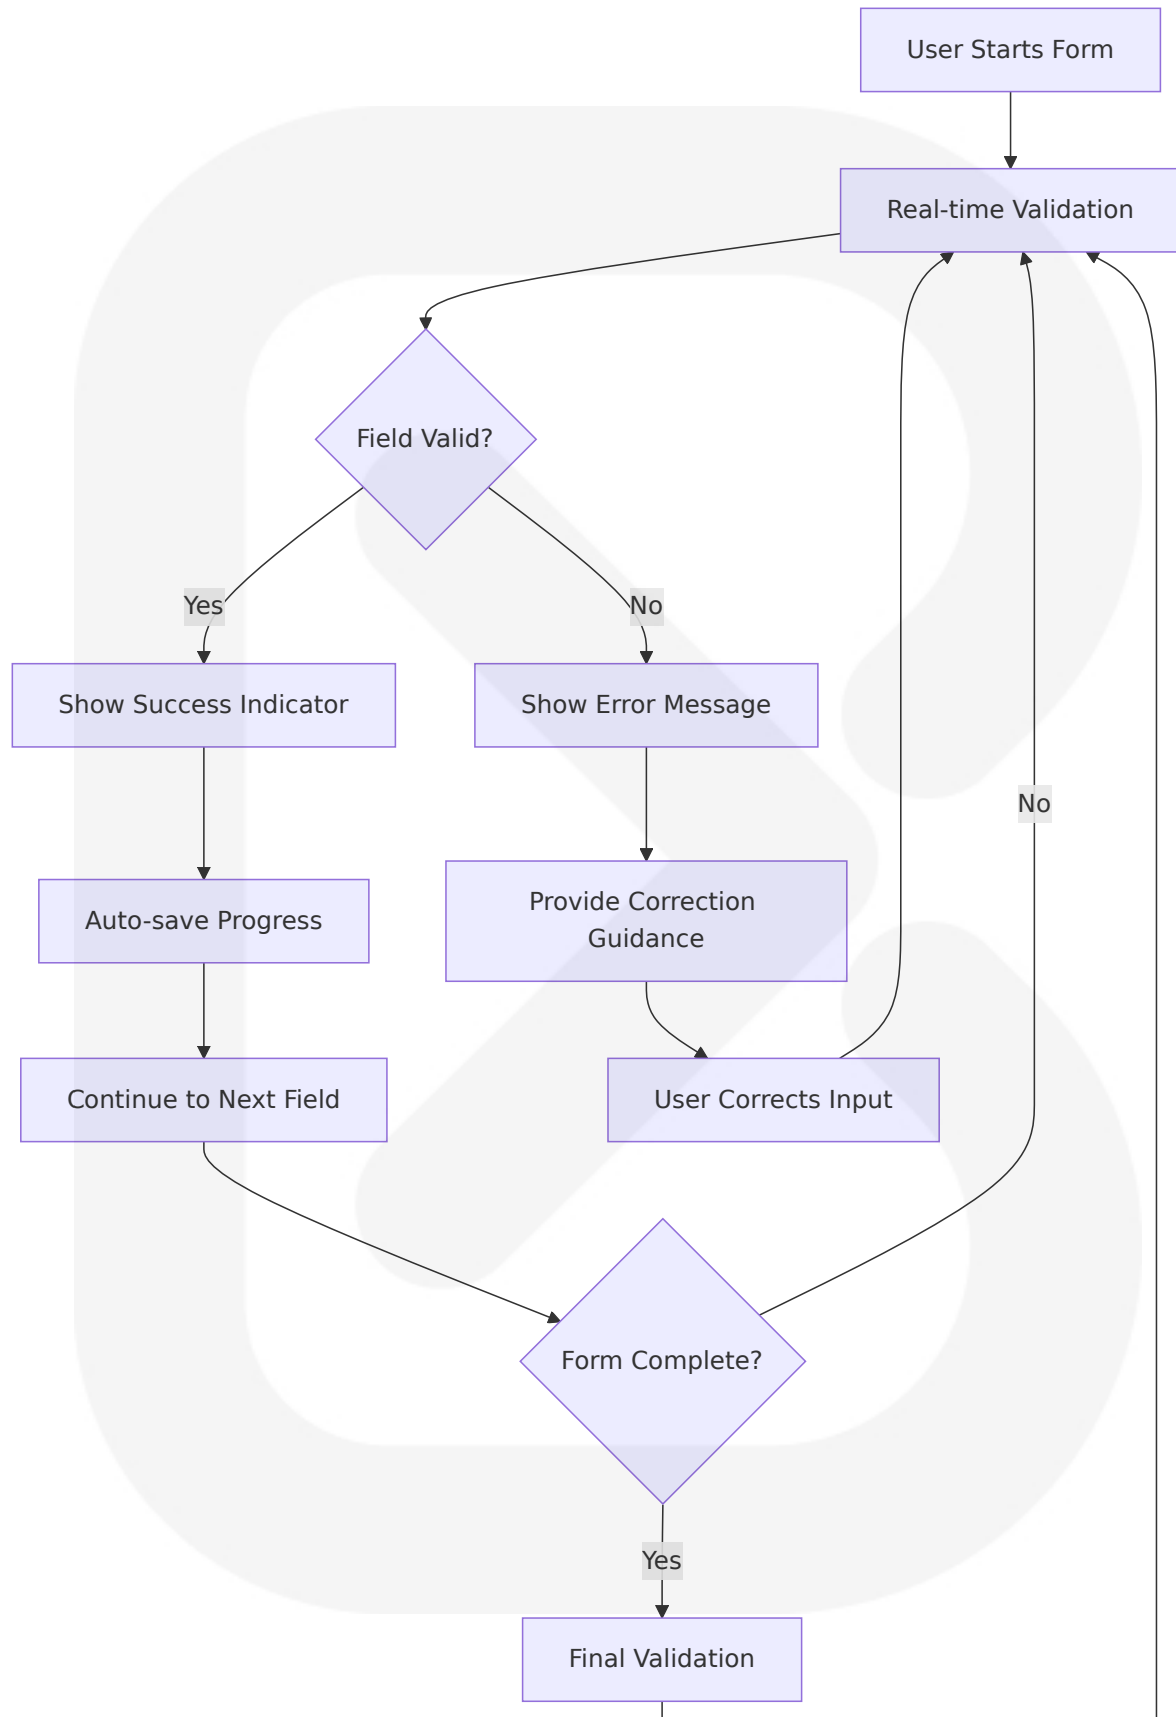 User Starts Form
Real-time Validation
Field Valid?
Yes
No
Show Success Indicator
Show Error Message
No
Provide Correction
Guidance
Auto-save Progress
Continue to Next Field
User Corrects Input
Form Complete?
Yes
Final Validation